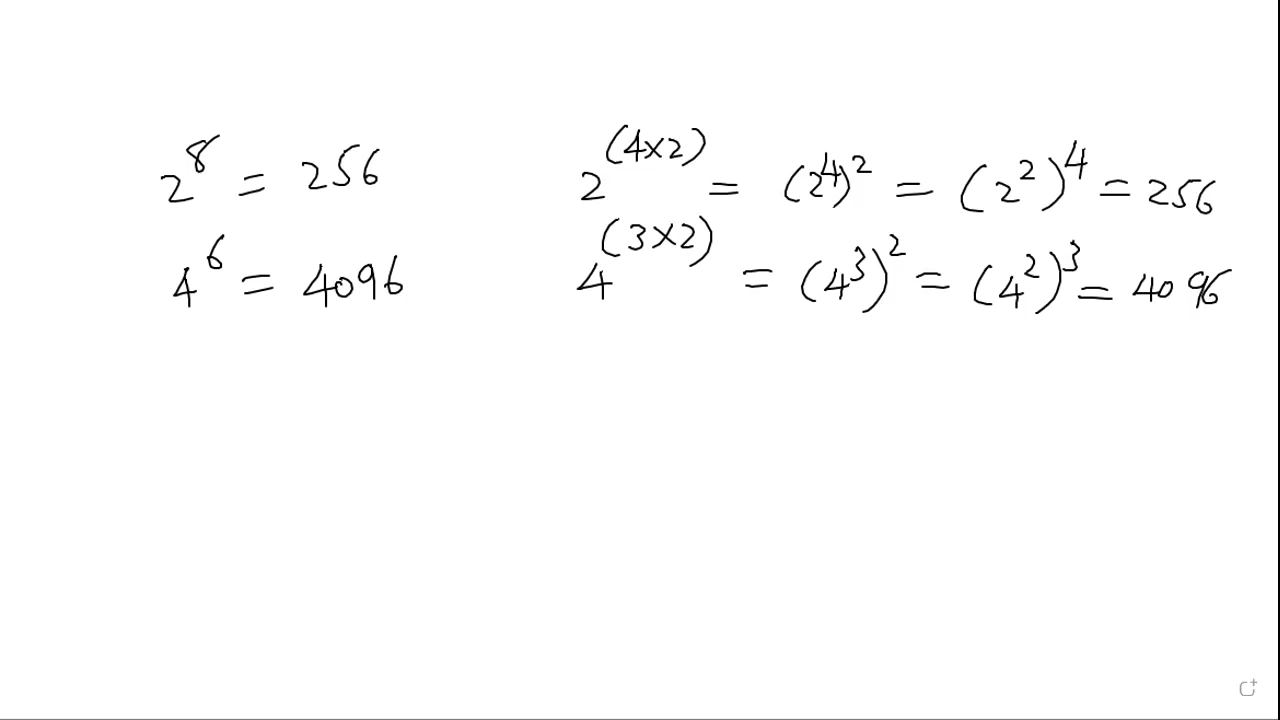 2^8 = 256 2^(4×2) = (2^4)^2 = (2^2)^4 = 256
4^6 = 4096 4^(3×2) = (4^3)^2 = (4^2)^3 = 4096